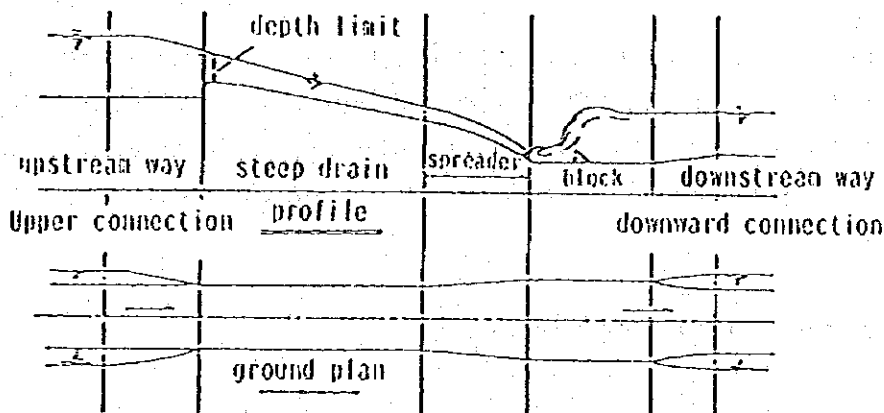 depth limit
upstream way
steep drain
spreader
block
downstream way
Upper connection
profile
downward connection
ground plan